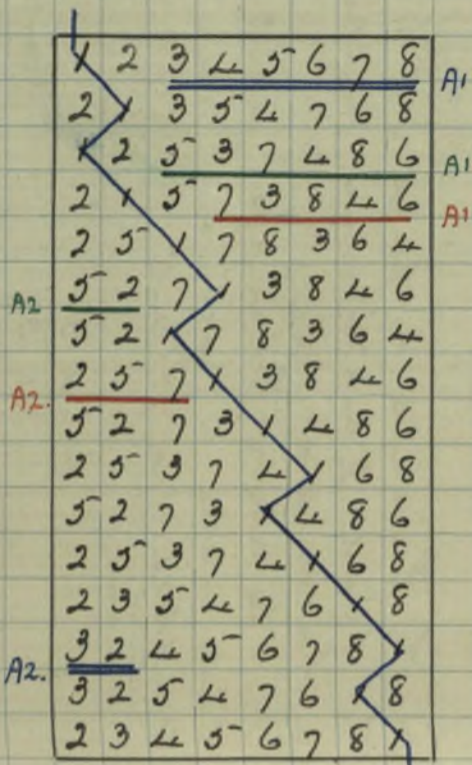 1 2 3 4 5 6 7 8 A1
2 1 3 5 4 7 6 8
1 2 5 3 7 4 8 6 A1
2 1 5 7 3 8 4 6 A1
2 5 1 7 8 3 6 4
A2 5 2 7 1 3 8 4 6
5 2 1 7 8 3 6 4
A2. 2 5 7 1 3 8 4 6
5 2 7 3 1 4 8 6
2 5 3 7 4 1 6 8
5 2 7 3 1 4 8 6
2 5 3 7 4 1 6 8
2 3 5 4 7 6 1 8
A2. 3 2 4 5 6 7 8 1
3 2 5 4 7 6 1 8
2 3 4 5 6 7 8 1